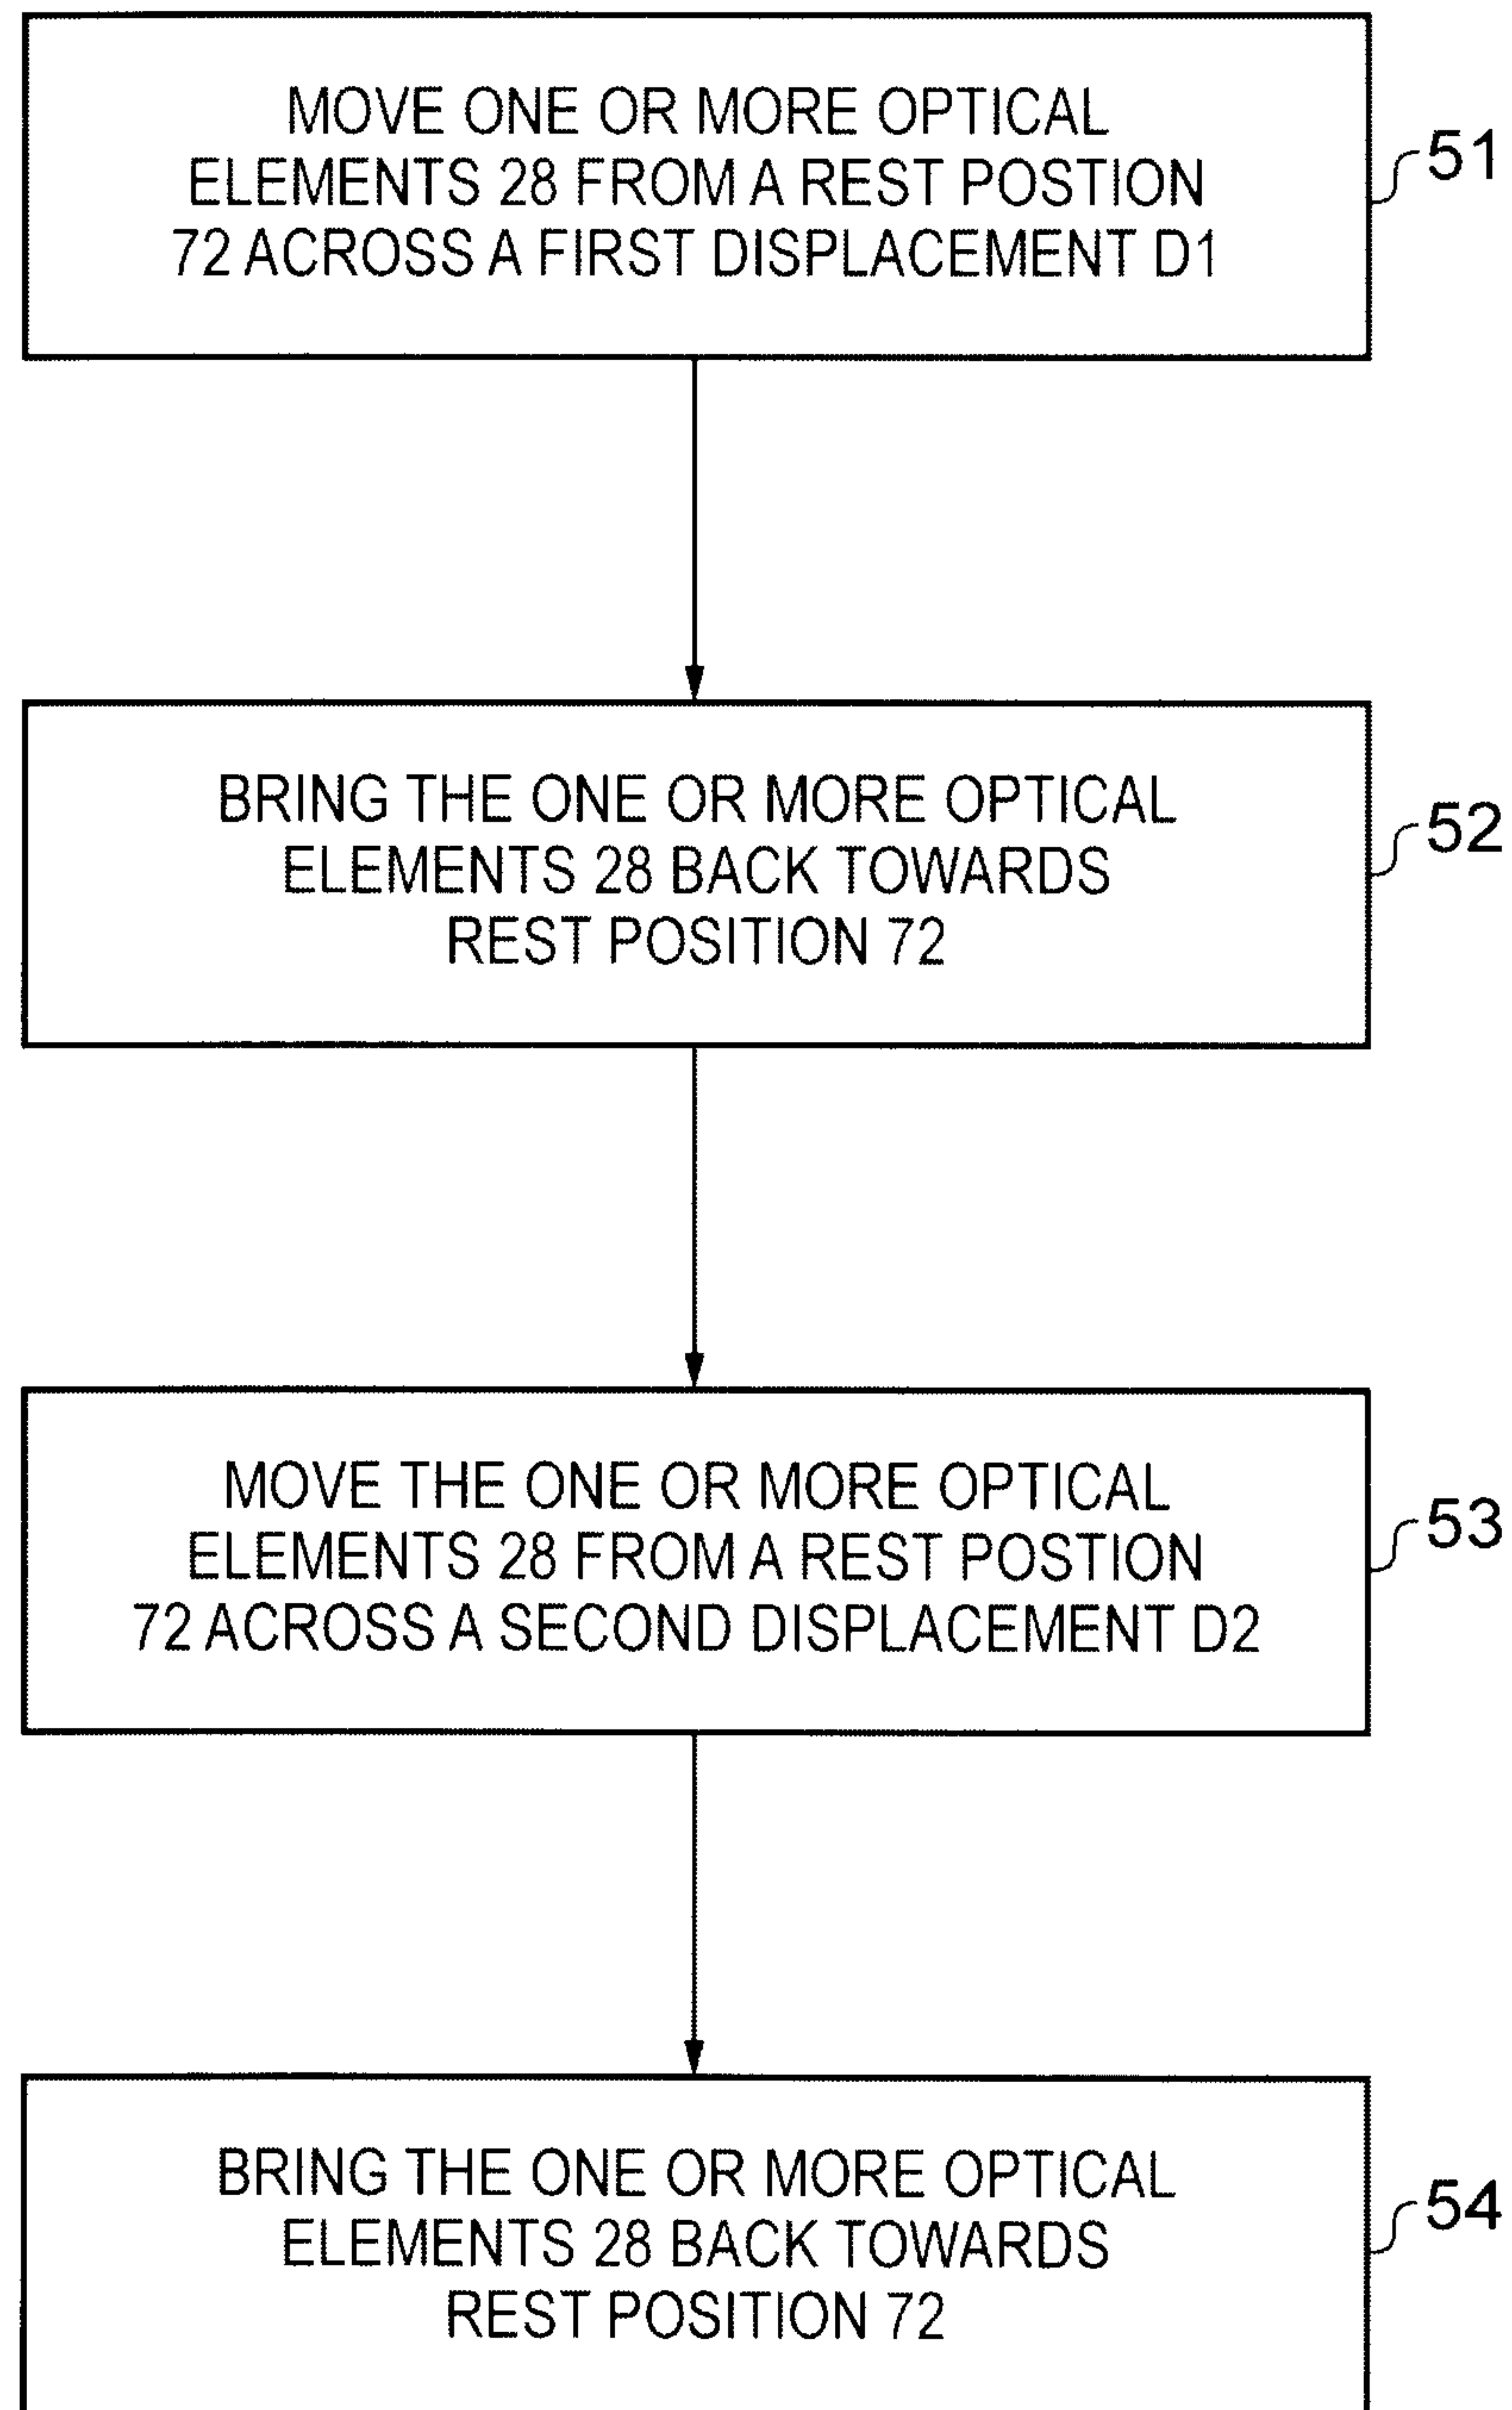 MOVE ONE OR MORE OPTICAL
ELEMENTS 28 FROM A REST POSTION
72 ACROSS A FIRST DISPLACEMENT D1
51
BRING THE ONE OR MORE OPTICAL
ELEMENTS 28 BACK TOWARDS
REST POSITION 72
52
MOVE THE ONE OR MORE OPTICAL
ELEMENTS 28 FROM A REST POSTION
72 ACROSS A SECOND DISPLACEMENT D2
53
BRING THE ONE OR MORE OPTICAL
ELEMENTS 28 BACK TOWARDS
REST POSITION 72
54